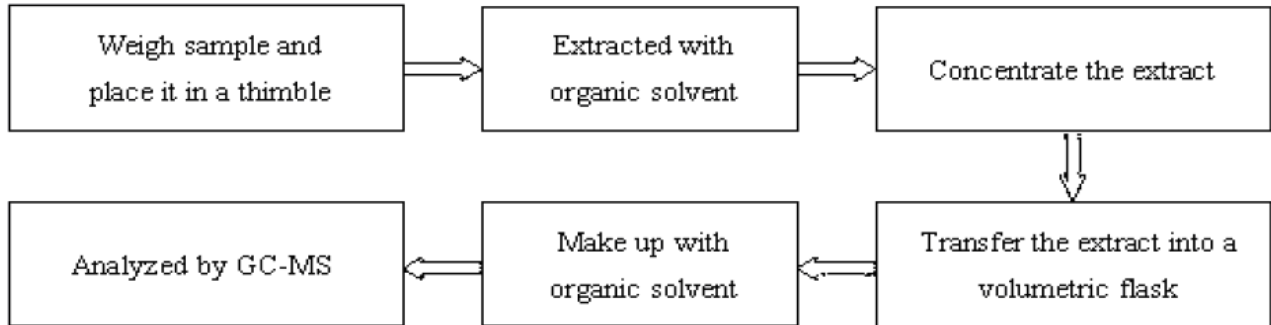 Weigh sample and
place it in a thimble
Extracted with
organic solvent
Concentrate the extract
Transfer the extract into a
volumetric flask
Make up with
organic solvent
Analyzed by GC-MS